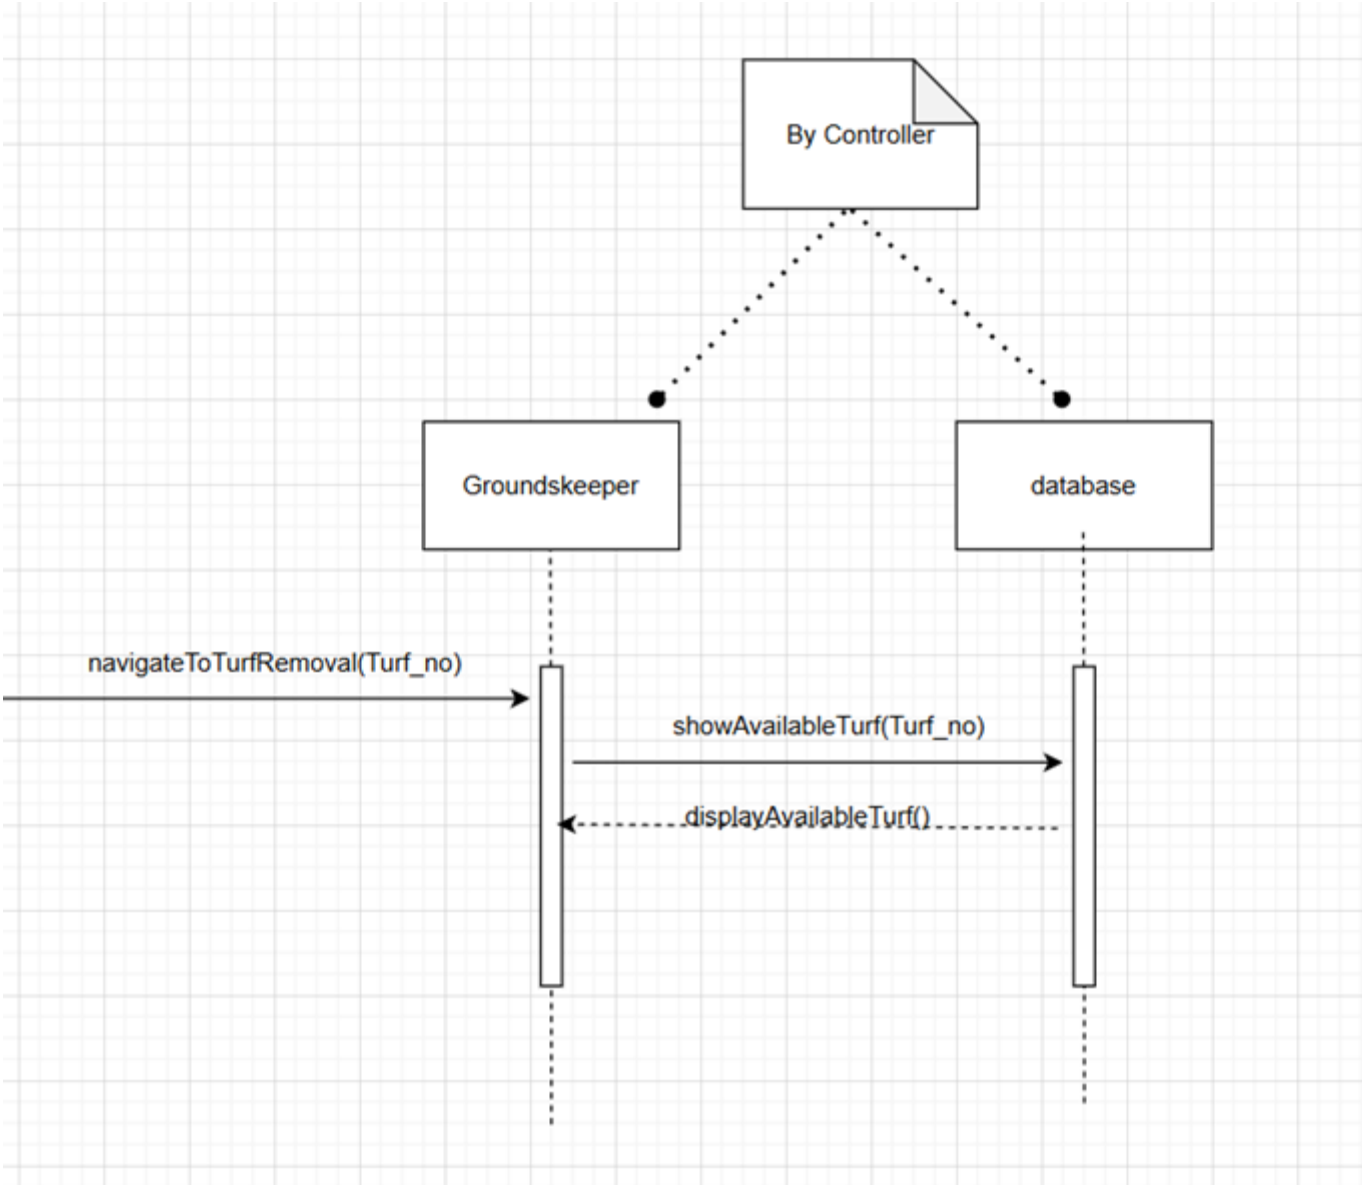 By Controller
Groundskeeper
database
navigateToTurfRemoval(Turf_no)
showAvailableTurf(Turf_no)
displayAvailableTurf()